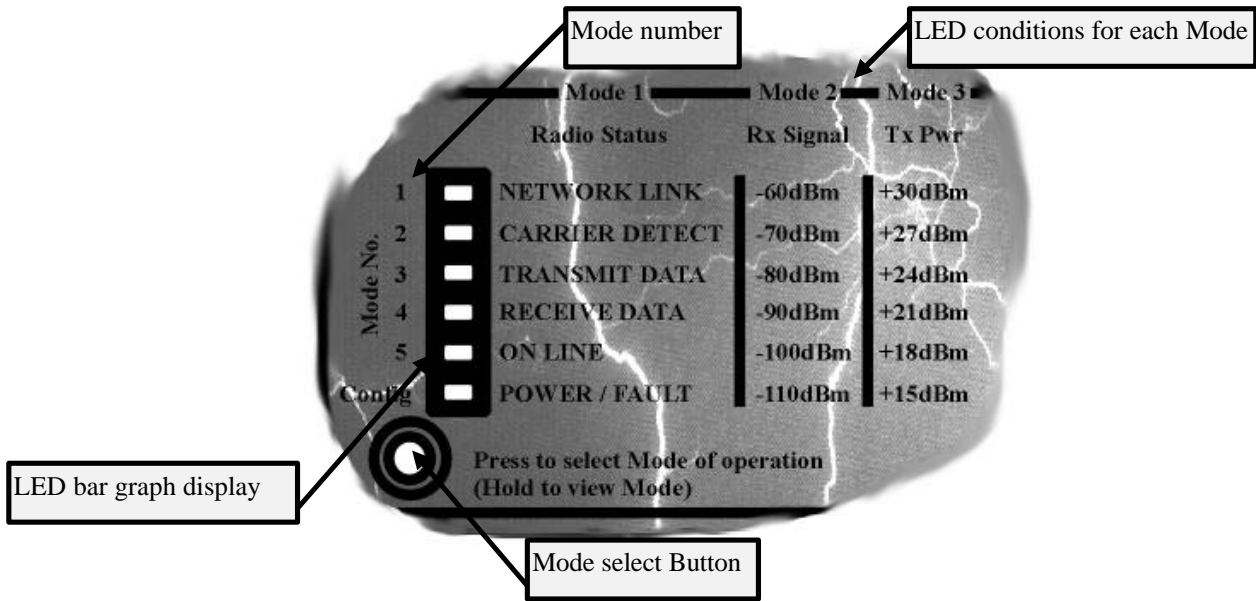 Mode number
LED conditions for each Mode
Mode 1 Mode 2 Mode 3
Radio Status Rx Signal Tx Pwr
1 NETWORK LINK -60dBm +30dBm
2 CARRIER DETECT -70dBm +27dBm
3 TRANSMIT DATA -80dBm +24dBm
4 RECEIVE DATA -90dBm +21dBm
5 ON LINE -100dBm +18dBm
Config POWER / FAULT -110dBm +15dBm
Mode No.
Press to select Mode of operation
(Hold to view Mode)
LED bar graph display
Mode select Button